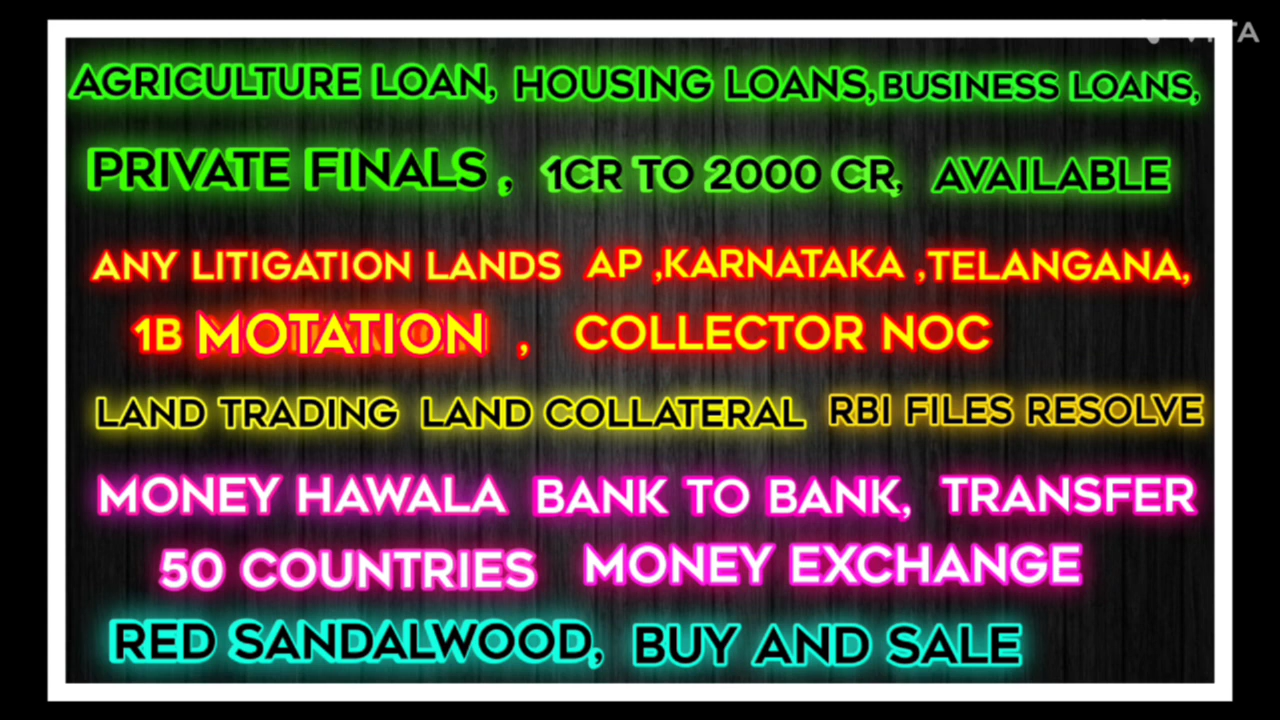 AGRICULTURE LOAN, HOUSING LOANS, BUSINESS LOANS,
PRIVATE FINALS , 1CR TO 2000 CR, AVAILABLE
ANY LITIGATION LANDS AP ,KARNATAKA ,TELANGANA,
1B MOTATION , COLLECTOR NOC
LAND TRADING LAND COLLATERAL RBI FILES RESOLVE
MONEY HAWALA BANK TO BANK, TRANSFER
50 COUNTRIES MONEY EXCHANGE
RED SANDALWOOD, BUY AND SALE